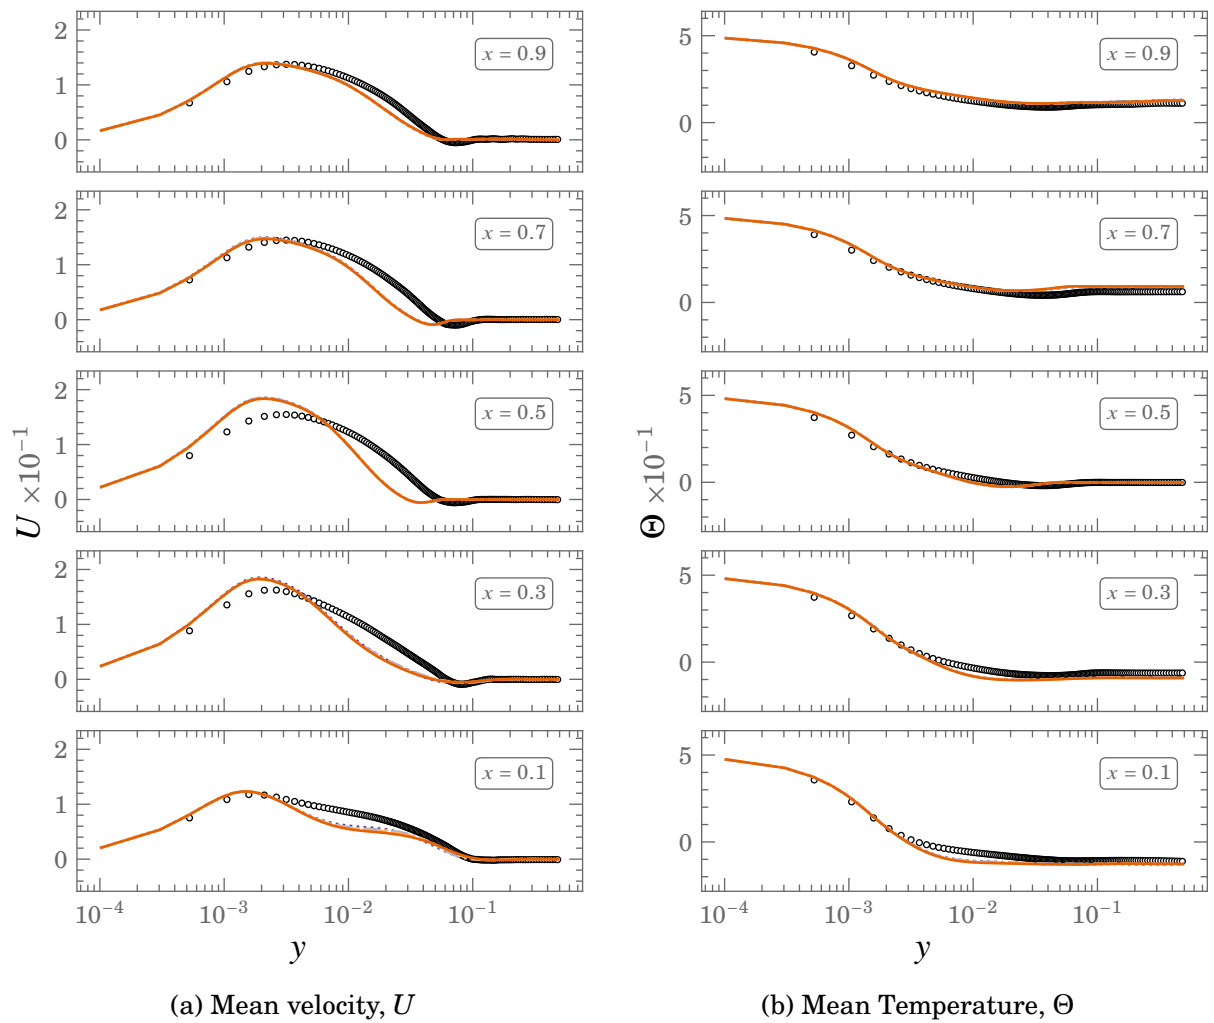 2
1
0
x = 0.9
2
1
0
x = 0.7
2
1
0
x = 0.5
2
1
0
x = 0.3
2
1
0
x = 0.1
10⁻⁴ 10⁻³ 10⁻² 10⁻¹
y
U ×10⁻¹
(a) Mean velocity, U
5
0
x = 0.9
5
0
x = 0.7
5
0
x = 0.5
5
0
x = 0.3
5
0
x = 0.1
10⁻⁴ 10⁻³ 10⁻² 10⁻¹
y
Θ ×10⁻¹
(b) Mean Temperature, Θ